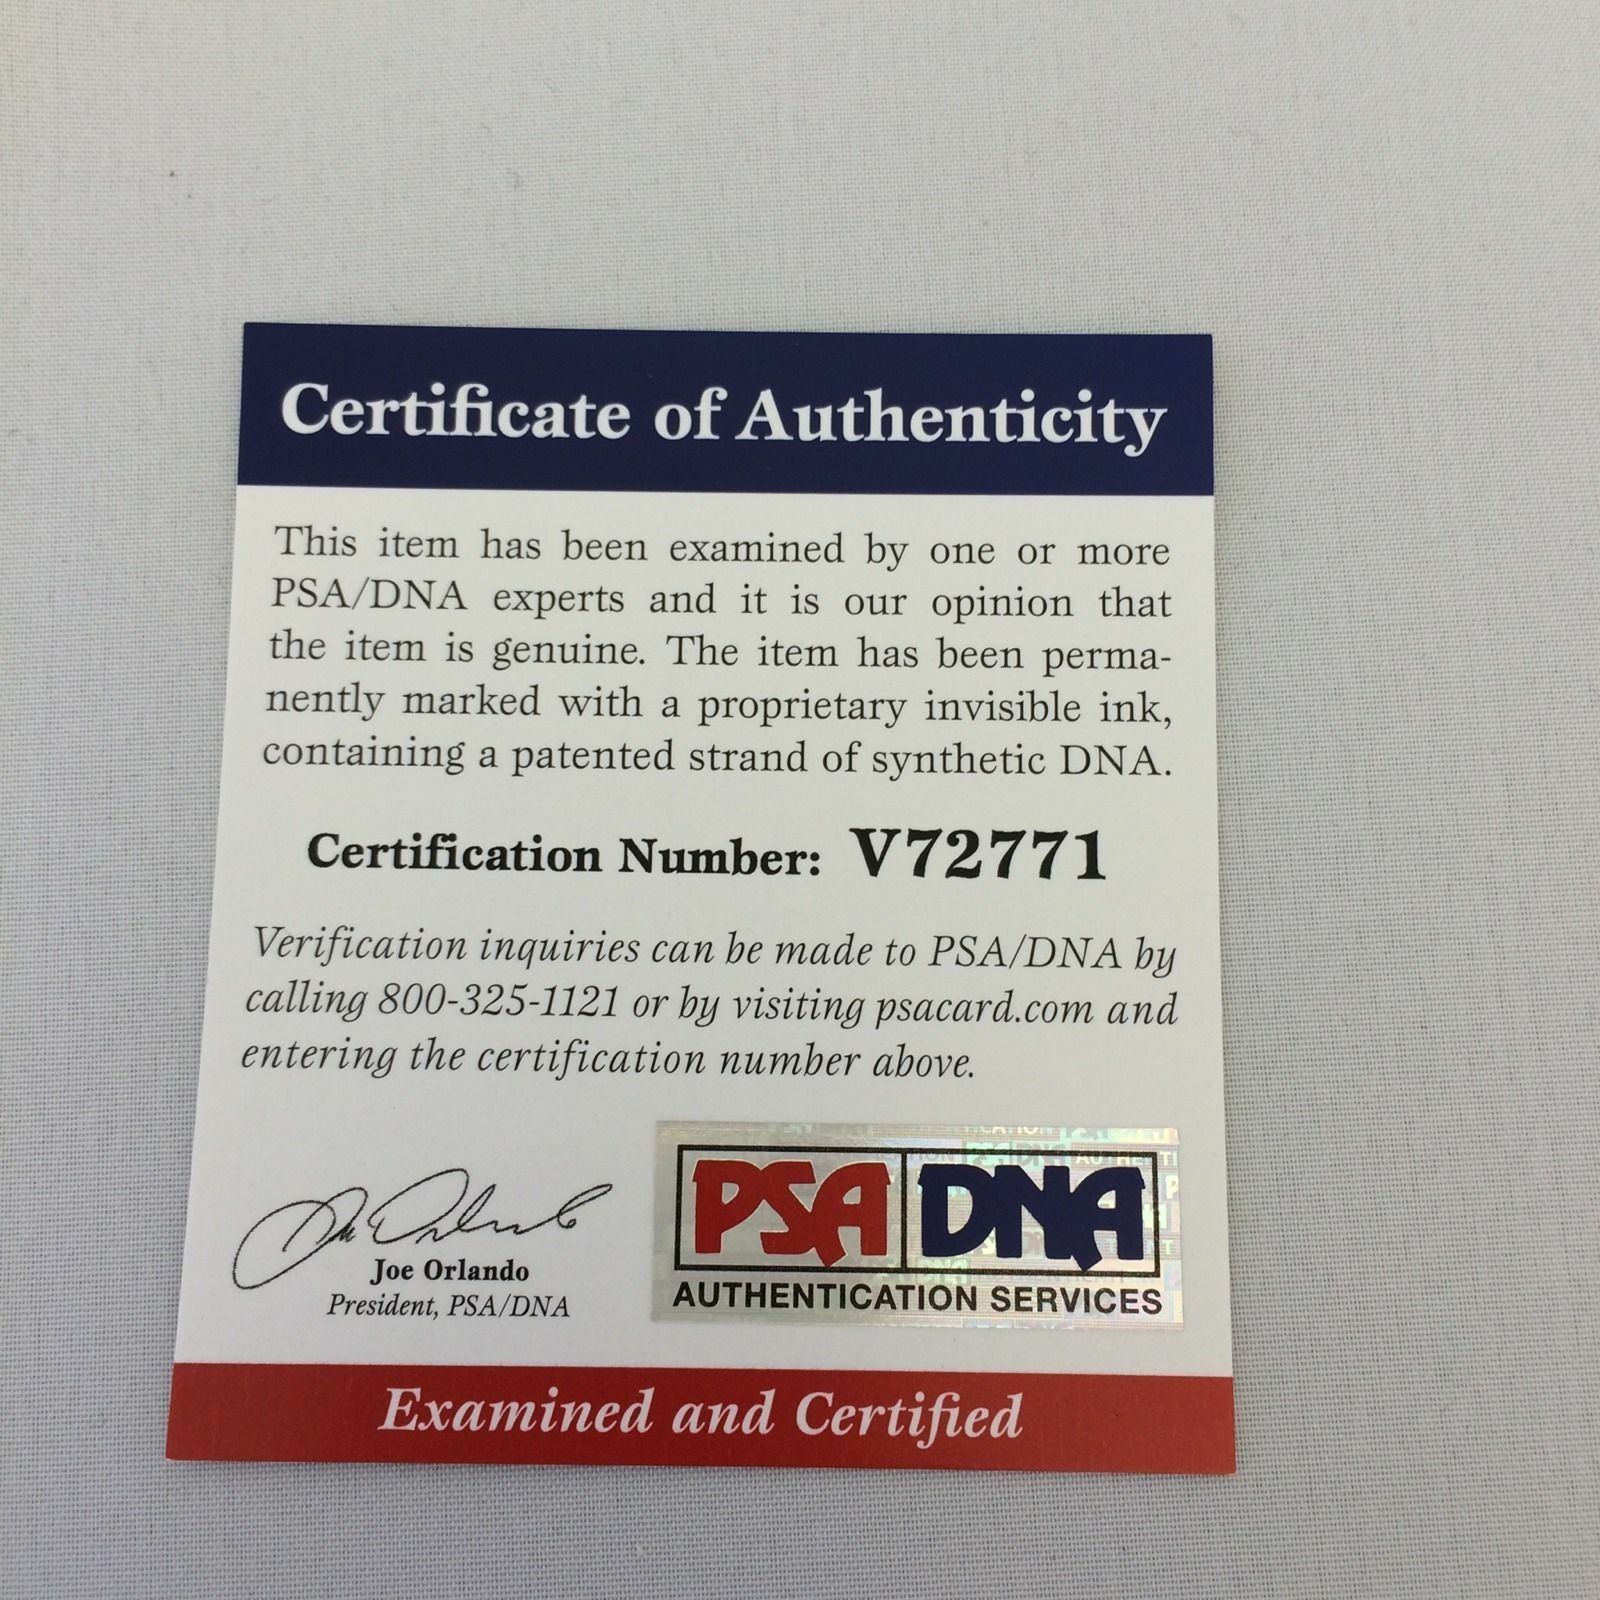 Certificate of Authenticity
This item has been examined by one or more
PSA/DNA experts and it is our opinion that
the item is genuine. The item has been perma-
nently marked with a proprietary invisible ink,
containing a patented strand of synthetic DNA.
Certification Number: V72771
Verification inquiries can be made to PSA/DNA by
calling 800-325-1121 or by visiting psacard.com and
entering the certification number above.
Joe Orlando
President, PSA/DNA
PSA DNA
AUTHENTICATION SERVICES
Examined and Certified